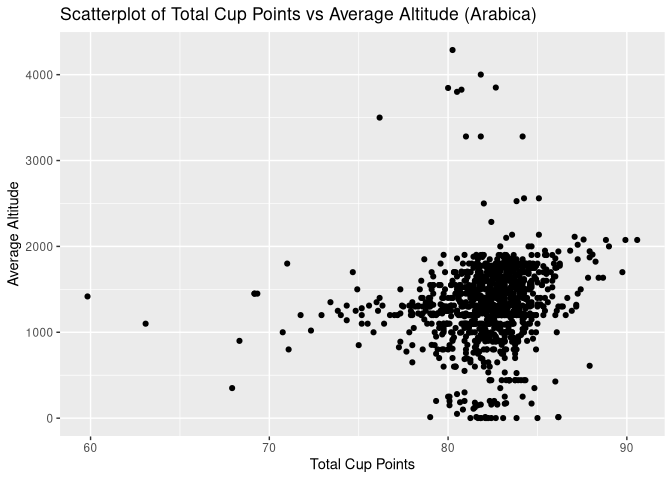 Scatterplot of Total Cup Points vs Average Altitude (Arabica)
4000
3000
2000
1000
0
Average Altitude
60 70 80 90
Total Cup Points